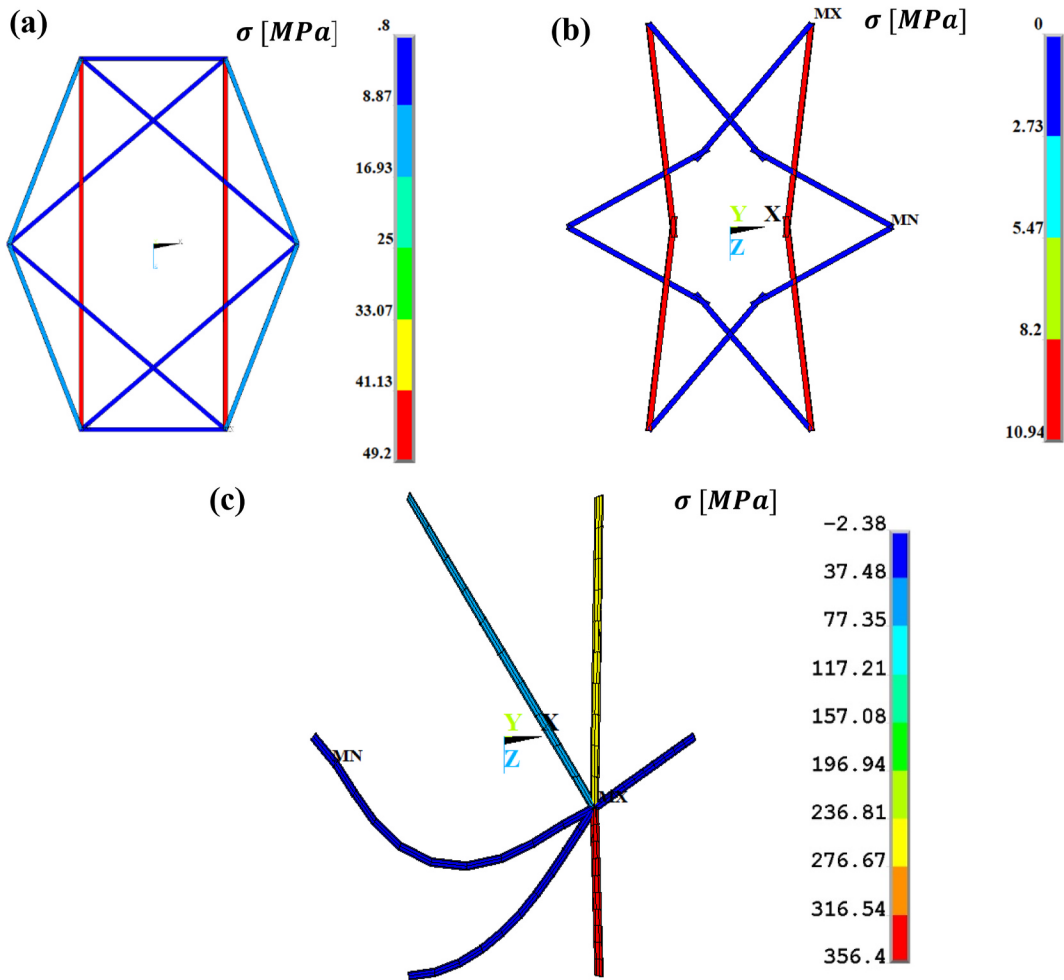 (a)
σ [MPa]
.8
8.87
16.93
25
33.07
41.13
49.2
(b)
MX
σ [MPa]
0
2.73
5.47
8.2
10.94
Y
X
Z
MN
(c)
σ [MPa]
-2.38
37.48
77.35
117.21
157.08
196.94
236.81
276.67
316.54
356.4
Y
X
Z
MN
MX